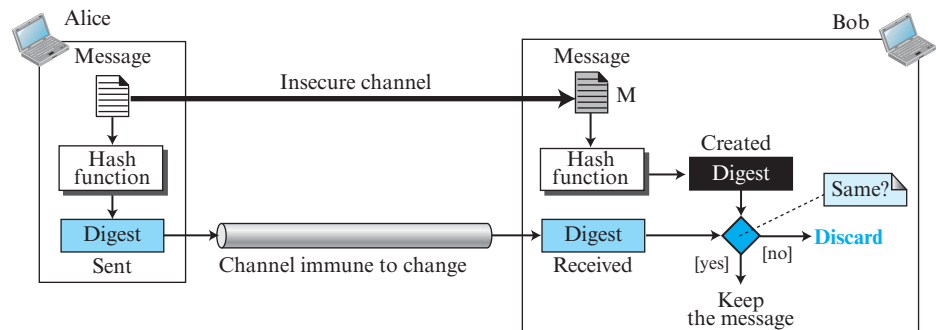 Alice
Bob
Message
Insecure channel
Message
M
Hash
function
Hash
function
Created
Digest
Same?
Digest
Sent
Channel immune to change
Digest
Received
[yes]
[no]
Discard
Keep
the message